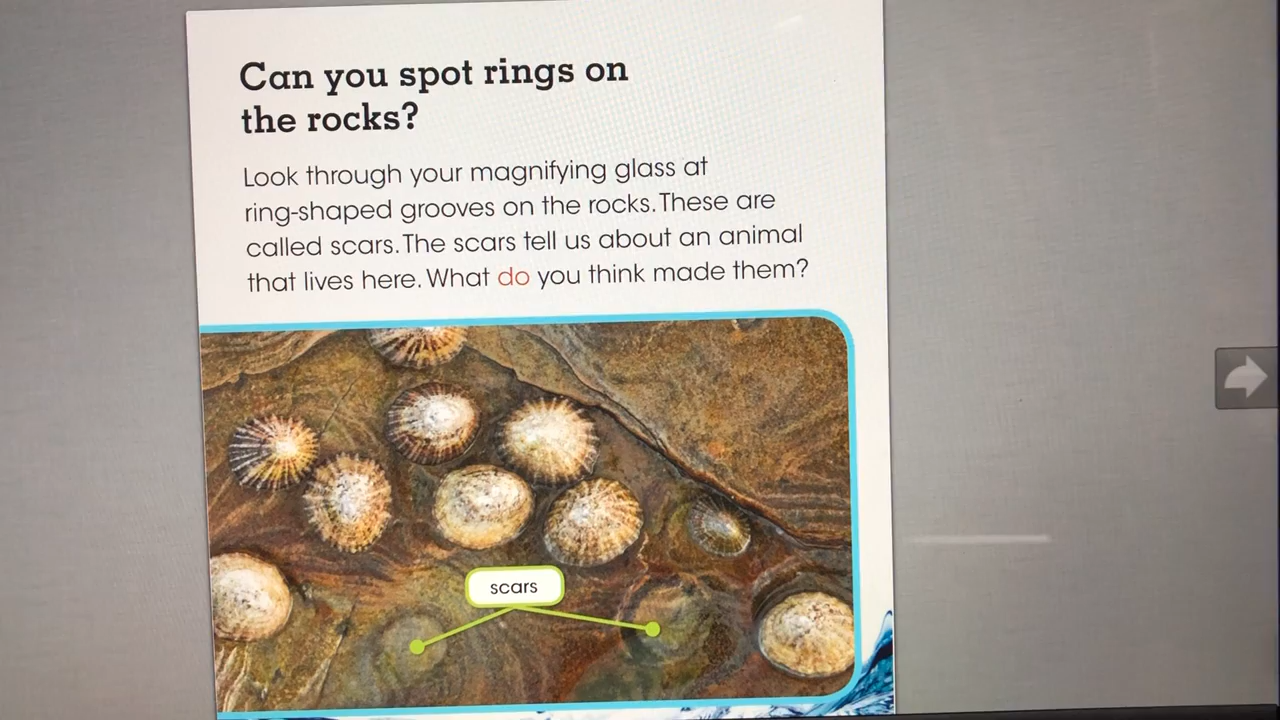 Can you spot rings on
the rocks?
Look through your magnifying glass at
ring-shaped grooves on the rocks. These are
called scars. The scars tell us about an animal
that lives here. What do you think made them?
scars